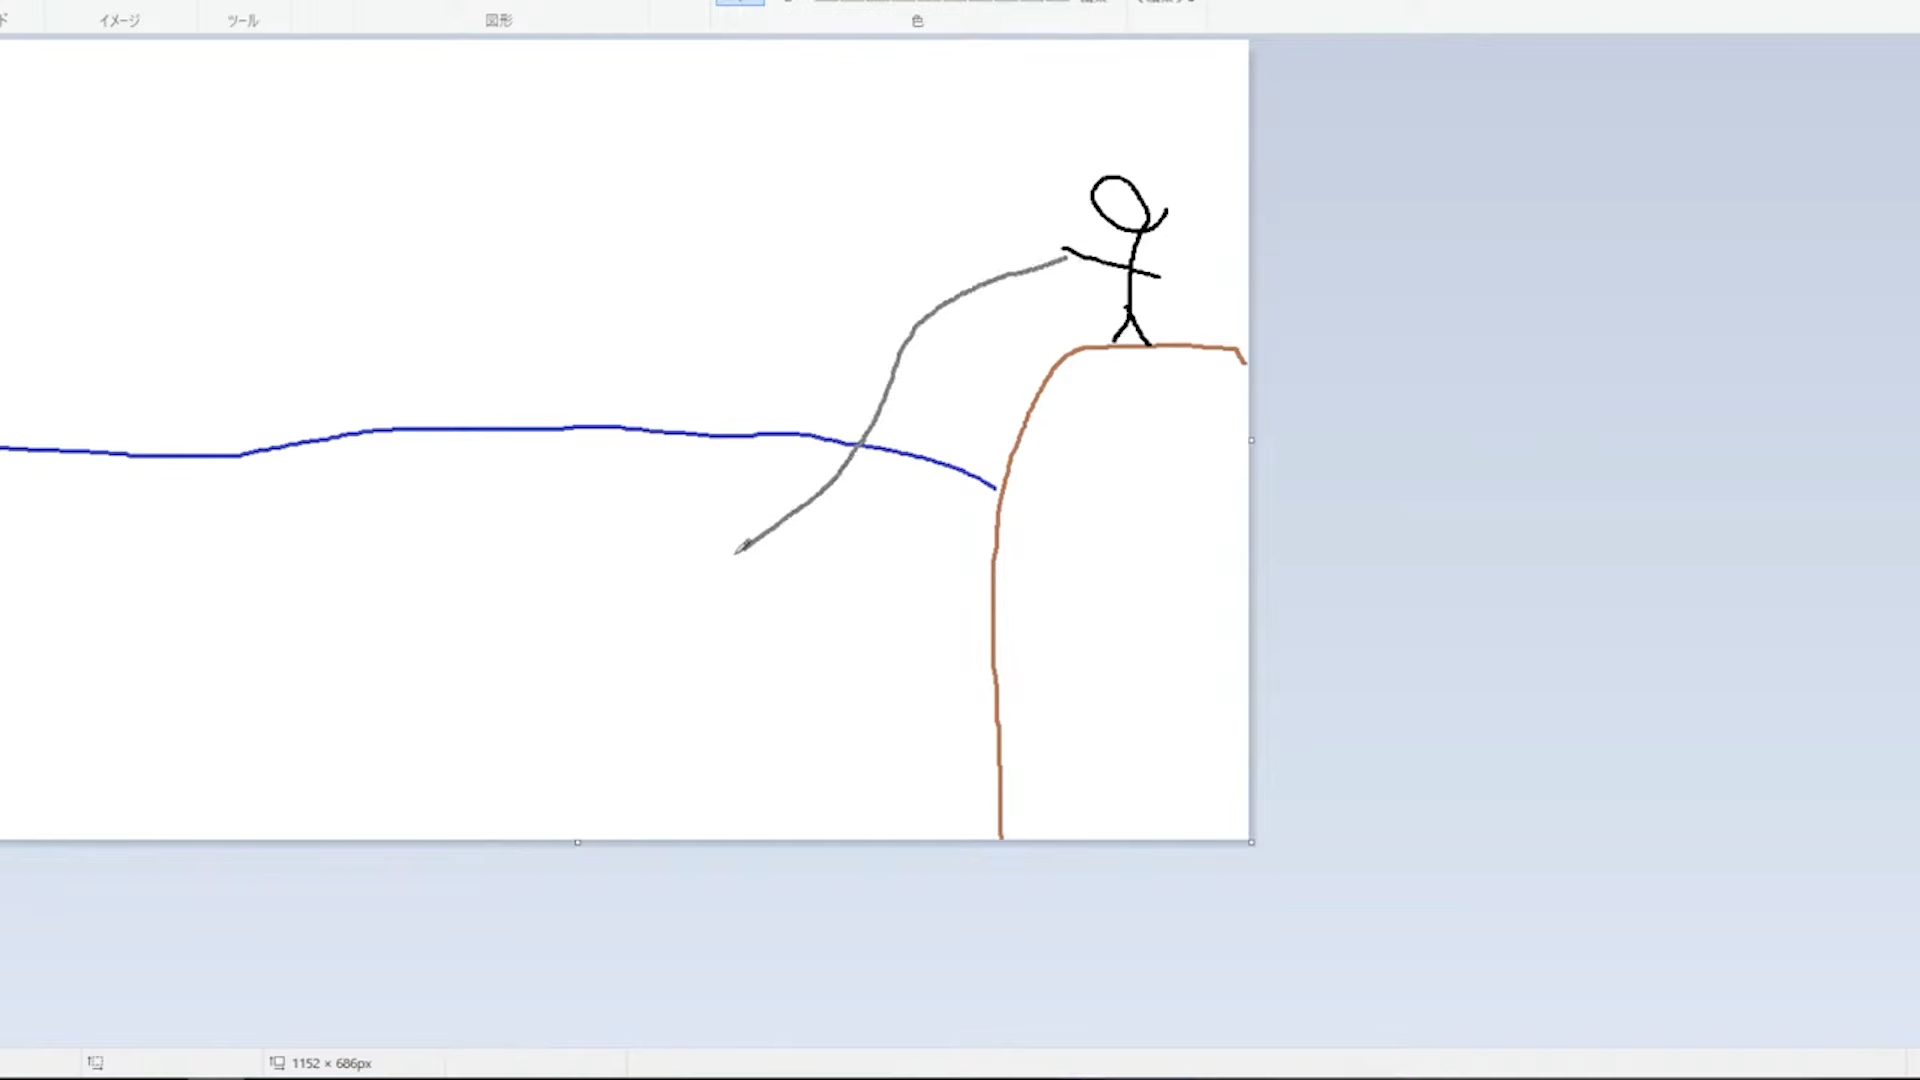 ド
イメージ
ツール
図形
色
1152 × 686px